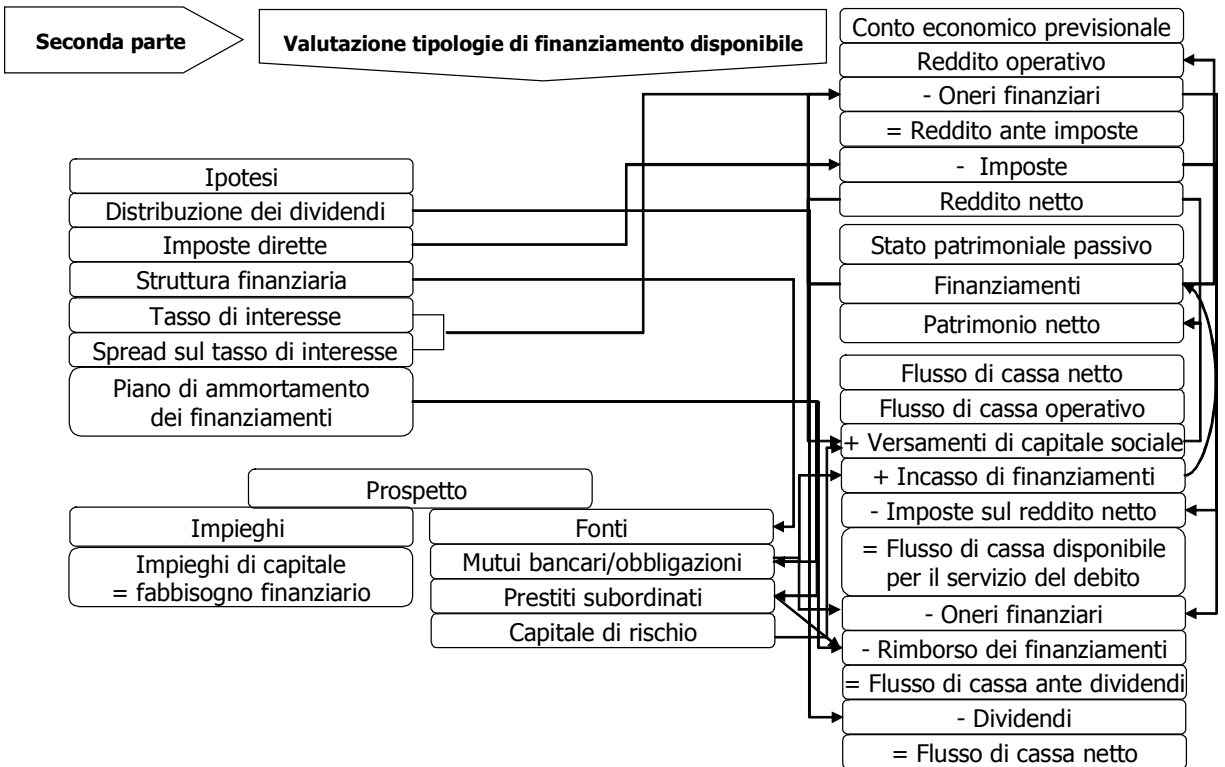 Seconda parte
Valutazione tipologie di finanziamento disponibile
Ipotesi
Distribuzione dei dividendi
Imposte dirette
Struttura finanziaria
Tasso di interesse
Spread sul tasso di interesse
Piano di ammortamento
dei finanziamenti
Prospetto
Impieghi
Impieghi di capitale
= fabbisogno finanziario
Fonti
Mutui bancari/obbligazioni
Prestiti subordinati
Capitale di rischio
Conto economico previsionale
Reddito operativo
- Oneri finanziari
= Reddito ante imposte
- Imposte
Reddito netto
Stato patrimoniale passivo
Finanziamenti
Patrimonio netto
Flusso di cassa netto
Flusso di cassa operativo
+ Versamenti di capitale sociale
+ Incasso di finanziamenti
- Imposte sul reddito netto
= Flusso di cassa disponibile
per il servizio del debito
- Oneri finanziari
- Rimborso dei finanziamenti
= Flusso di cassa ante dividendi
- Dividendi
= Flusso di cassa netto